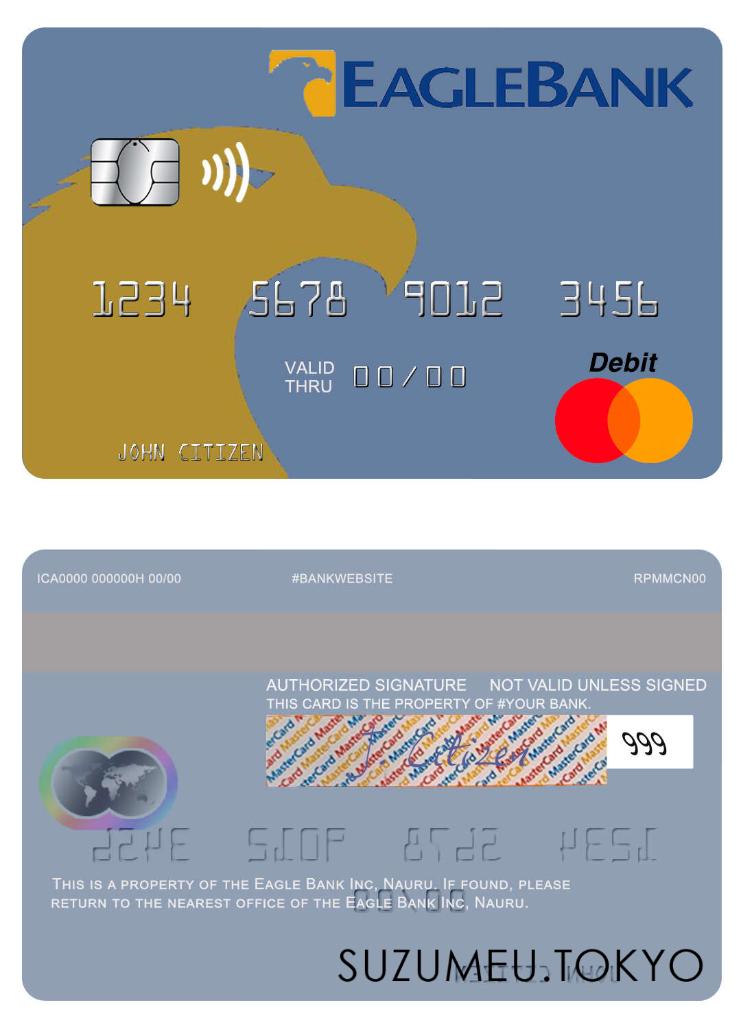 EAGLEBANK
1234 5678 9012 3456
VALID
THRU 00/00
Debit
JOHN CITIZEN
ICA0000 000000H 00/00 #BANKWEBSITE RPMMCN00
AUTHORIZED SIGNATURE NOT VALID UNLESS SIGNED
THIS CARD IS THE PROPERTY OF #YOUR BANK.
MasterCard
J. Citizen
999
THIS IS A PROPERTY OF THE EAGLE BANK INC, NAURU. IF FOUND, PLEASE
RETURN TO THE NEAREST OFFICE OF THE EAGLE BANK INC, NAURU.
SUZUMEU.TOKYO